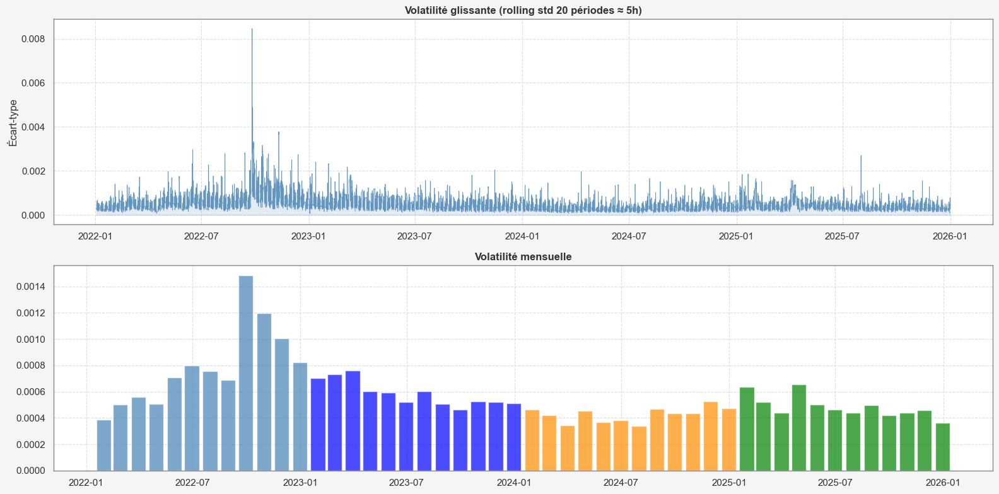 Volatilité glissante (rolling std 20 périodes ≈ 5h)
Écart-type
0.008
0.006
0.004
0.002
0.000
2022-01 2022-07 2023-01 2023-07 2024-01 2024-07 2025-01 2025-07 2026-01
Volatilité mensuelle
0.0014
0.0012
0.0010
0.0008
0.0006
0.0004
0.0002
0.0000
2022-01 2022-07 2023-01 2023-07 2024-01 2024-07 2025-01 2025-07 2026-01